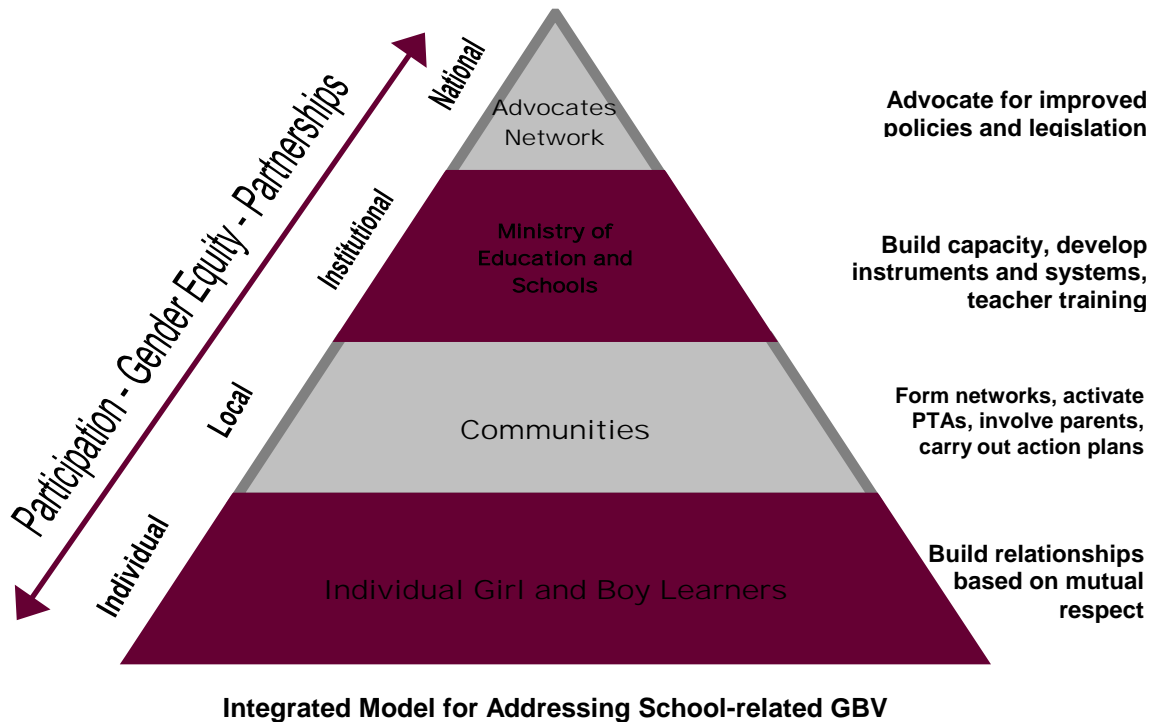 Participation - Gender Equity - Partnerships
National
Advocates
Network
Advocate for improved
policies and legislation
Institutional
Ministry of
Education and
Schools
Build capacity, develop
instruments and systems,
teacher training
Local
Communities
Form networks, activate
PTAs, involve parents,
carry out action plans
Individual
Individual Girl and Boy Learners
Build relationships
based on mutual
respect
Integrated Model for Addressing School-related GBV